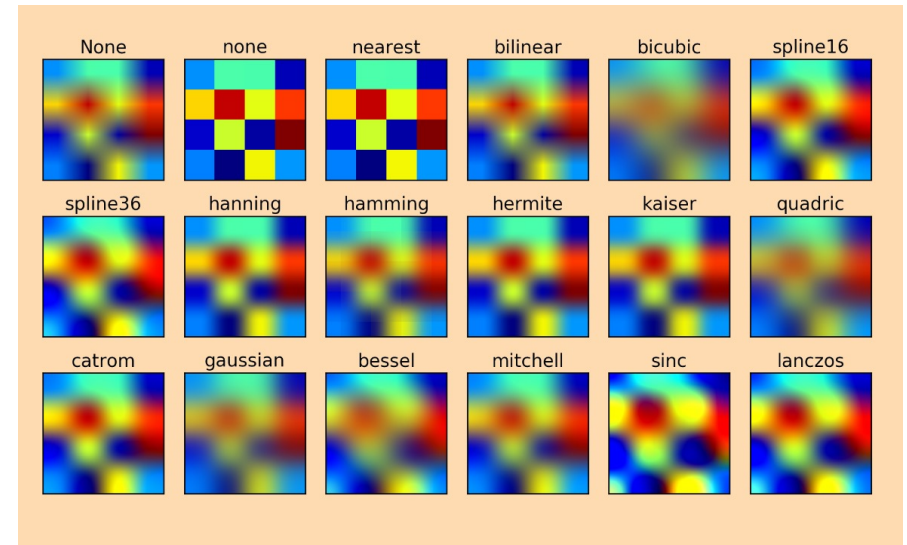 None none nearest bilinear bicubic spline16
spline36 hanning hamming hermite kaiser quadric
catrom gaussian bessel mitchell sinc lanczos